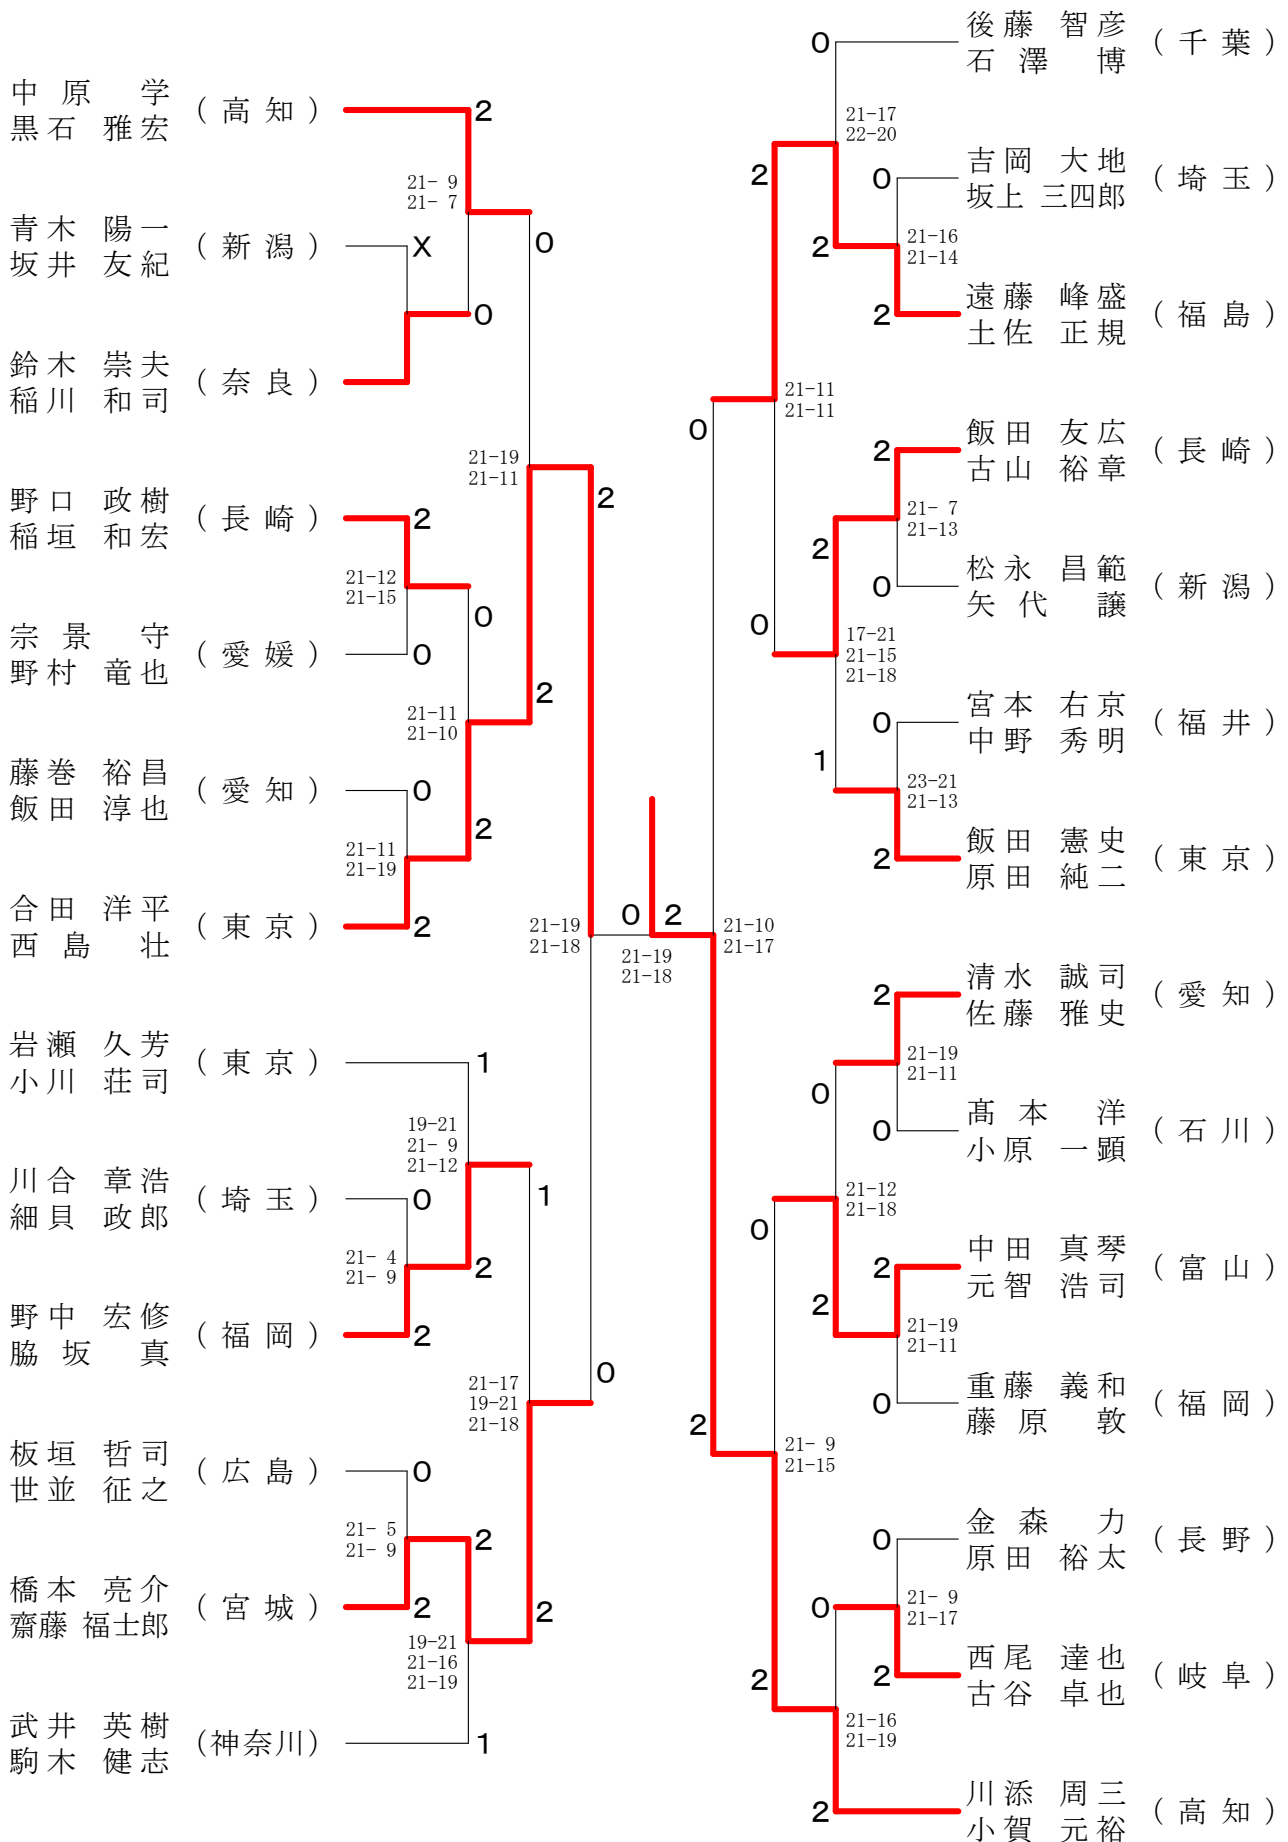 中原 学
黒石 雅宏
(高知)
2
21- 9
21- 7
青木 陽一
坂井 友紀
(新潟)
X
0
鈴木 崇夫
稲川 和司
(奈良)
0
21-19
21-11
2
野口 政樹
稲垣 和宏
(長崎)
2
21-12
21-15
0
宗景 守
野村 竜也
(愛媛)
0
21-11
21-10
2
藤巻 裕昌
飯田 淳也
(愛知)
0
21-11
21-19
2
合田 洋平
西島 壮
(東京)
2
21-19
21-18
岩瀬 久芳
小川 荘司
(東京)
1
19-21
21- 9
21-12
川合 章浩
細貝 政郎
(埼玉)
0
1
21- 4
21- 9
2
野中 宏修
脇坂 真
(福岡)
2
21-17
19-21
21-18
0
板垣 哲司
世並 征之
(広島)
0
21- 5
21- 9
2
橋本 亮介
齋藤 福士郎
(宮城)
2
2
19-21
21-16
21-19
武井 英樹
駒木 健志
(神奈川)
1
0
2
21-19
21-18
後藤 智彦
石澤 博
(千葉)
0
21-17
22-20
2
吉岡 大地
坂上 三四郎
(埼玉)
0
21-16
21-14
2
遠藤 峰盛
土佐 正規
(福島)
2
21-11
21-11
0
飯田 友広
古山 裕章
(長崎)
2
21- 7
21-13
2
松永 昌範
矢代 譲
(新潟)
0
0
17-21
21-15
21-18
宮本 右京
中野 秀明
(福井)
0
1
23-21
21-13
飯田 憲史
原田 純二
(東京)
2
21-10
21-17
清水 誠司
佐藤 雅史
(愛知)
2
21-19
21-11
0
髙本 洋
小原 一顕
(石川)
0
21-12
21-18
0
中田 真琴
元智 浩司
(富山)
2
2
21-19
21-11
重藤 義和
藤原 敦
(福岡)
0
2
21- 9
21-15
金森 力
原田 裕太
(長野)
0
21- 9
21-17
0
西尾 達也
古谷 卓也
(岐阜)
2
2
21-16
21-19
川添 周三
小賀 元裕
(高知)
2